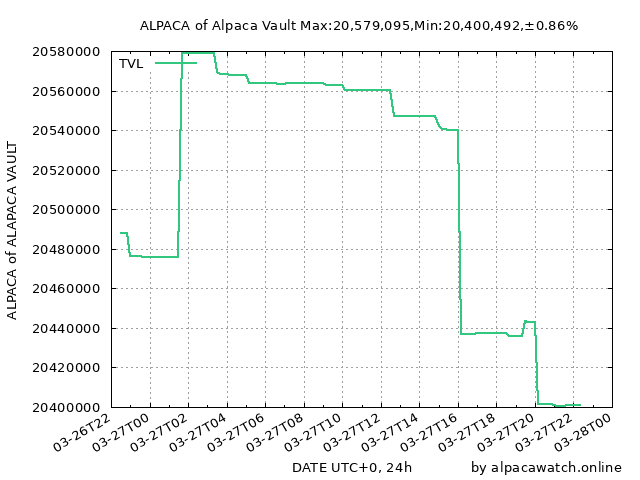 ALPACA of Alpaca Vault Max:20,579,095,Min:20,400,492,±0.86%
TVL
20580000
20560000
20540000
20520000
20500000
20480000
20460000
20440000
20420000
20400000
ALPACA of ALAPACA VAULT
03-26T22
03-27T00
03-27T02
03-27T04
03-27T06
03-27T08
03-27T10
03-27T12
03-27T14
03-27T16
03-27T18
03-27T20
03-27T22
03-28T00
DATE UTC+0, 24h
by alpacawatch.online